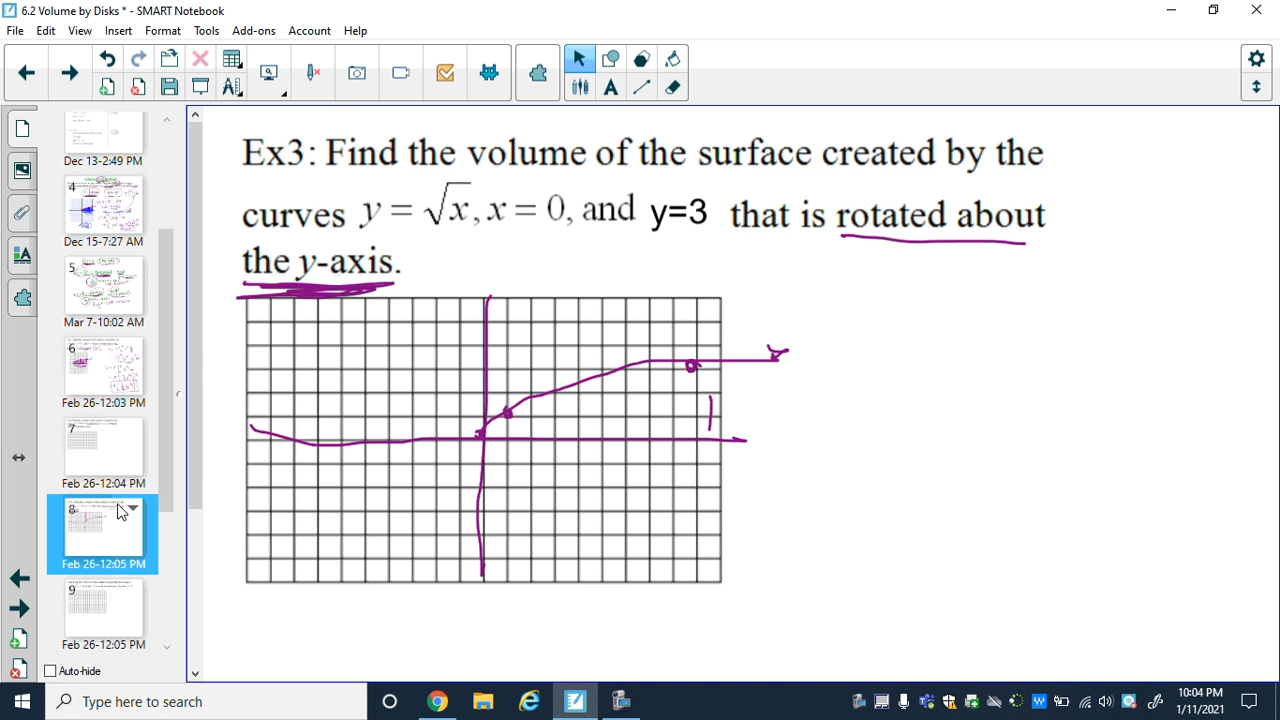 6.2 Volume by Disks * - SMART Notebook
File Edit View Insert Format Tools Add-ons Account Help
Ex3: Find the volume of the surface created by the
curves y = √x, x = 0, and y=3 that is rotated about
the y-axis.
Dec 13-2:49 PM
4
Dec 15-7:27 AM
5
Mar 7-10:02 AM
6
Feb 26-12:03 PM
7
Feb 26-12:04 PM
8
Feb 26-12:05 PM
9
Feb 26-12:05 PM
Auto-hide
Type here to search
10:04 PM
1/11/2021